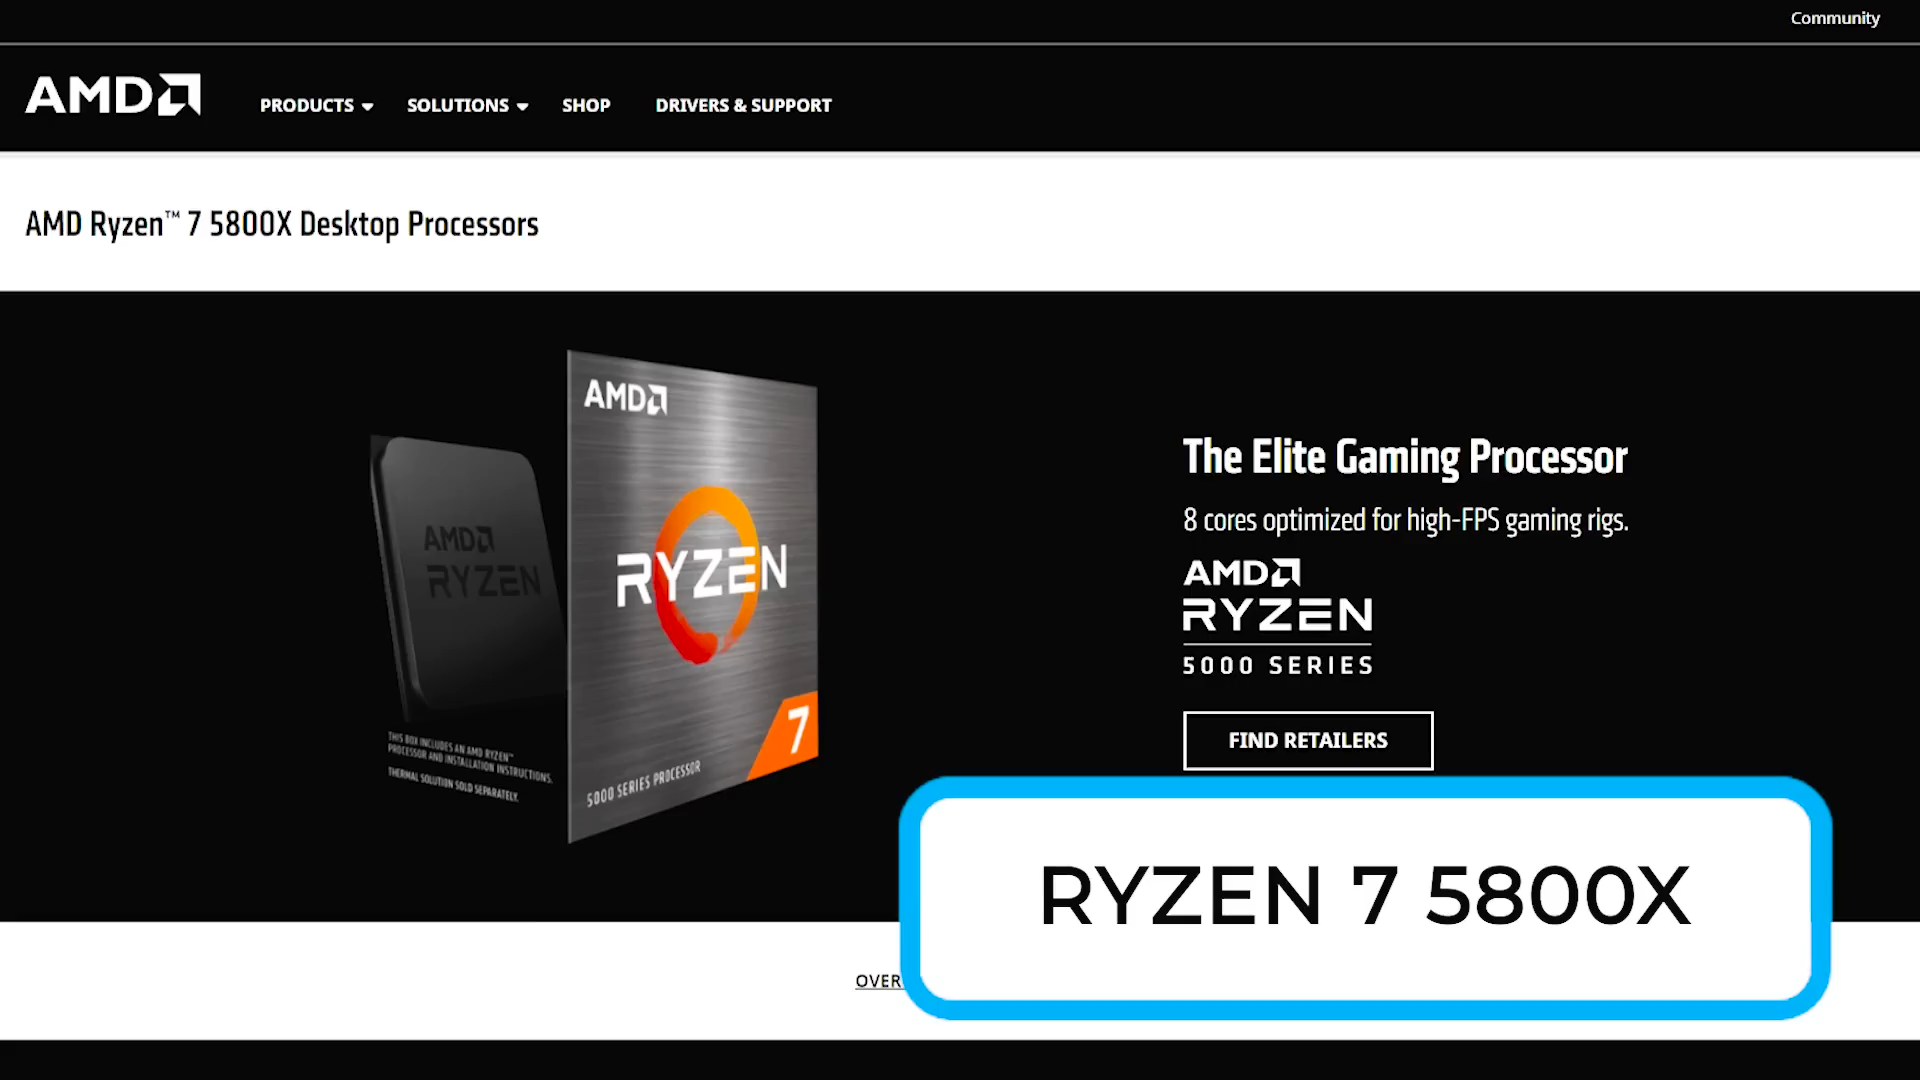 Community
AMD
PRODUCTS SOLUTIONS SHOP DRIVERS & SUPPORT
AMD Ryzen™ 7 5800X Desktop Processors
AMD
RYZEN
THIS BOX INCLUDES AN AMD RYZEN™
PROCESSOR AND INSTALLATION INSTRUCTIONS.
THERMAL SOLUTION SOLD SEPARATELY.
AMD
RYZEN
7
5000 SERIES PROCESSOR
The Elite Gaming Processor
8 cores optimized for high-FPS gaming rigs.
AMD
RYZEN
5000 SERIES
FIND RETAILERS
RYZEN 7 5800X
OVER